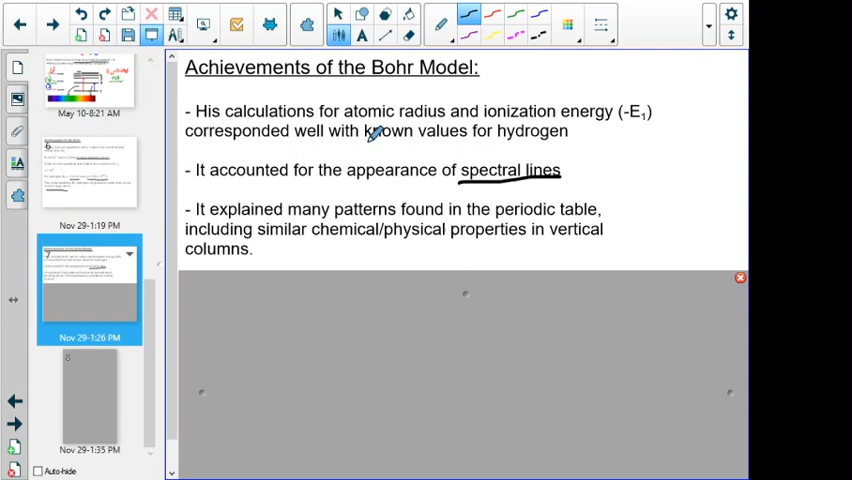 Achievements of the Bohr Model:
- His calculations for atomic radius and ionization energy (-E₁)
corresponded well with known values for hydrogen
- It accounted for the appearance of spectral lines
- It explained many patterns found in the periodic table,
including similar chemical/physical properties in vertical
columns.
May 10-8:21 AM
6
Nov 29-1:19 PM
7
Nov 29-1:26 PM
8
Nov 29-1:35 PM
Auto-hide